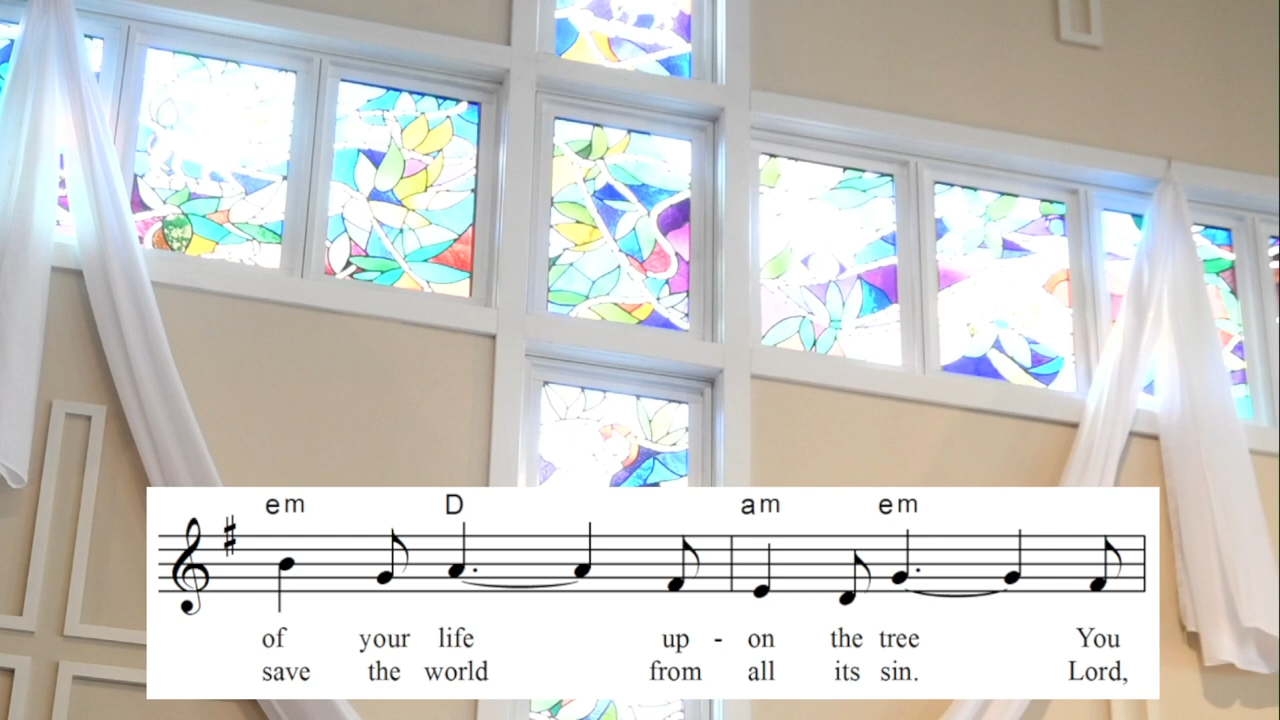 em D am em
of your life up - on the tree You
save the world from all its sin. Lord,